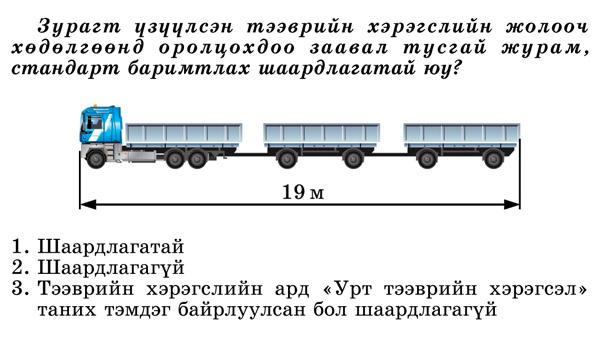 Зурагт үзүүлсэн тээврийн хэрэгслийн жолооч
хөдөлгөөнд оролцохдоо заавал тусгай журам,
стандарт баримтлах шаардлагатай юу?
19 м
1. Шаардлагатай
2. Шаардлагагүй
3. Тээврийн хэрэгслийн ард «Урт тээврийн хэрэгсэл»
таних тэмдэг байрлуулсан бол шаардлагагүй